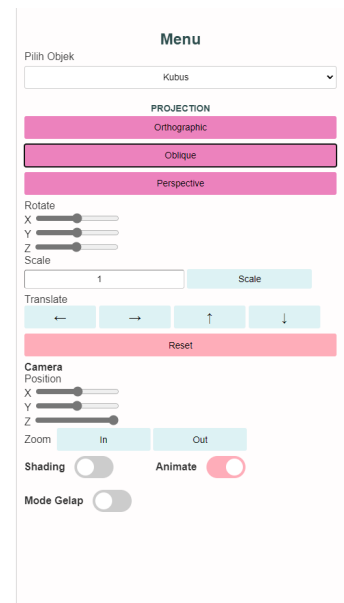 Menu
Pilih Objek
Kubus
PROJECTION
Orthographic
Oblique
Perspective
Rotate
X
Y
Z
Scale
1 Scale
Translate
← → ↑ ↓
Reset
Camera
Position
X
Y
Z
Zoom In Out
Shading Animate
Mode Gelap